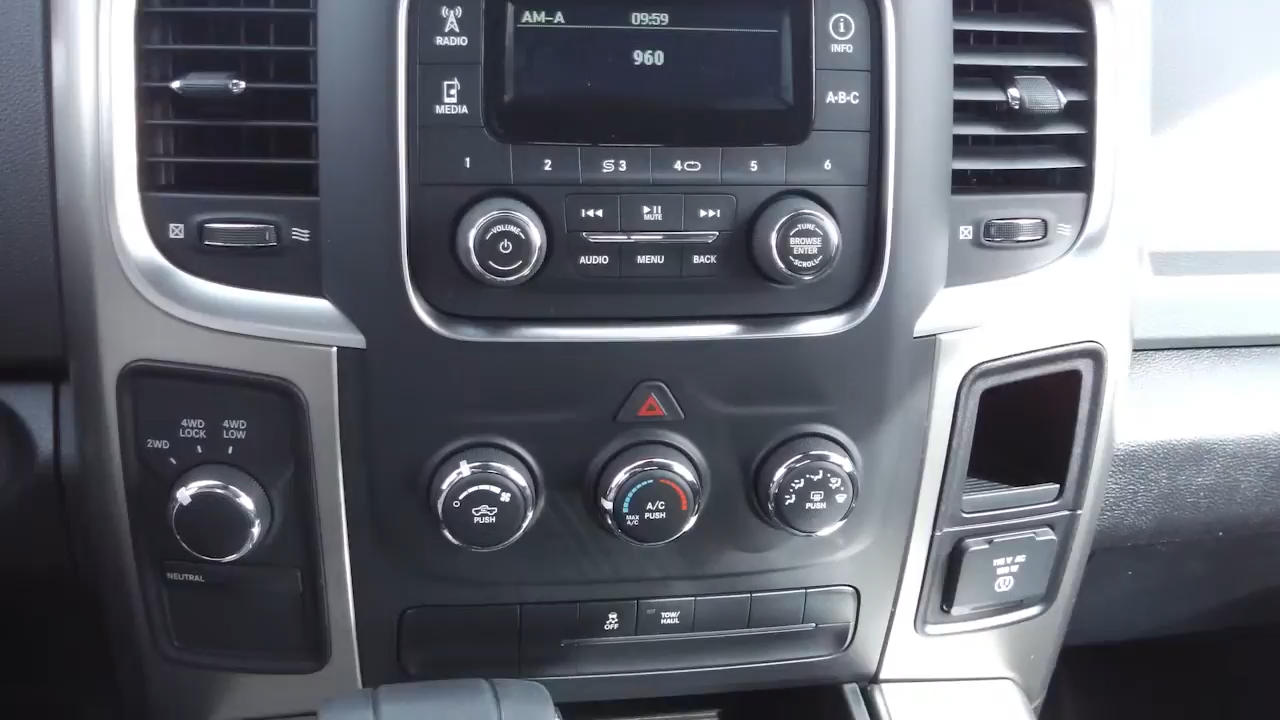 RADIO
AM-A 09:59
INFO
960
MEDIA
A·B·C
1 2 3 4 5 6
VOLUME
MUTE
TUNE
BROWSE
ENTER
SCROLL
AUDIO MENU BACK
2WD
4WD
LOCK
4WD
LOW
NEUTRAL
PUSH
MAX
A/C
A/C
PUSH
PUSH
OFF
TOW/
HAUL